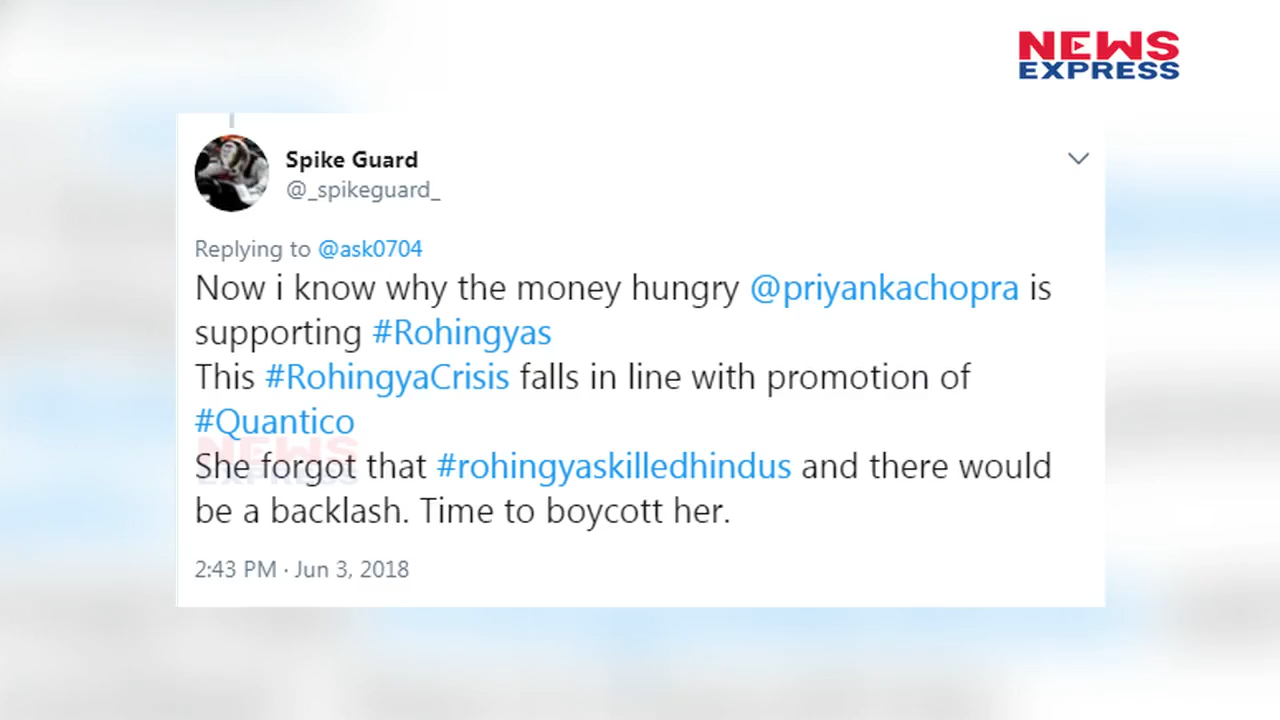 NEWS
EXPRESS
Spike Guard
@_spikeguard_
Replying to @ask0704
Now i know why the money hungry @priyankachopra is
supporting #Rohingyas
This #RohingyaCrisis falls in line with promotion of
#Quantico
NEWS
She forgot that #rohingyaskilledhindus and there would
EXPRESS
be a backlash. Time to boycott her.
2:43 PM · Jun 3, 2018